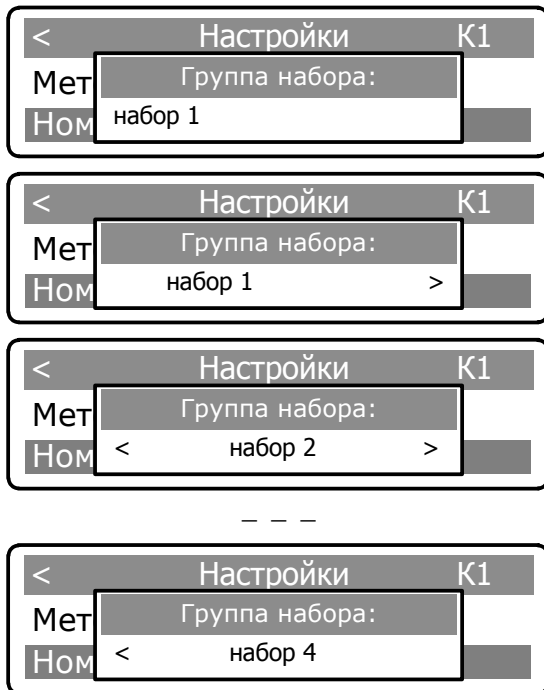 < Настройки К1
Группа набора:
Мет
набор 1
Ном
< Настройки К1
Группа набора:
Мет
набор 1 >
Ном
< Настройки К1
Группа набора:
Мет
< набор 2 >
Ном
– – –
< Настройки К1
Группа набора:
Мет
< набор 4
Ном